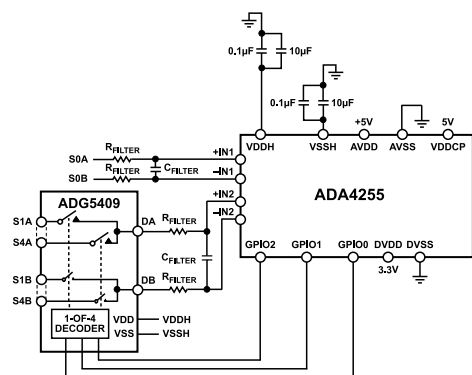 0.1µF 10µF
0.1µF 10µF
+5V 5V
VDDH VSSH AVDD AVSS VDDCP
S0A RFILTER +IN1
CFILTER
S0B RFILTER –IN1
ADG5409
ADA4255
S1A DA RFILTER +IN2
S4A –IN2
CFILTER
GPIO2 GPIO1 GPIO0 DVDD DVSS
3.3V
S1B DB RFILTER
S4B
1-OF-4
DECODER
VDD VDDH
VSS VSSH